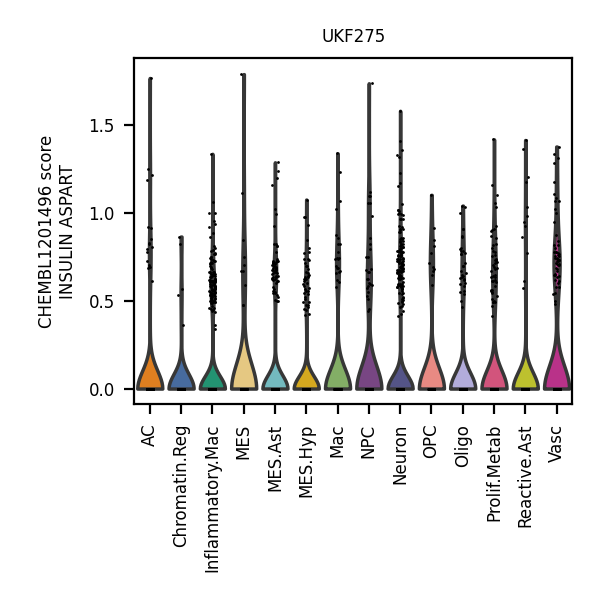 UKF275
CHEMBL1201496 score
INSULIN ASPART
1.5
1.0
0.5
0.0
AC
Chromatin.Reg
Inflammatory.Mac
MES
MES.Ast
MES.Hyp
Mac
NPC
Neuron
OPC
Oligo
Prolif.Metab
Reactive.Ast
Vasc